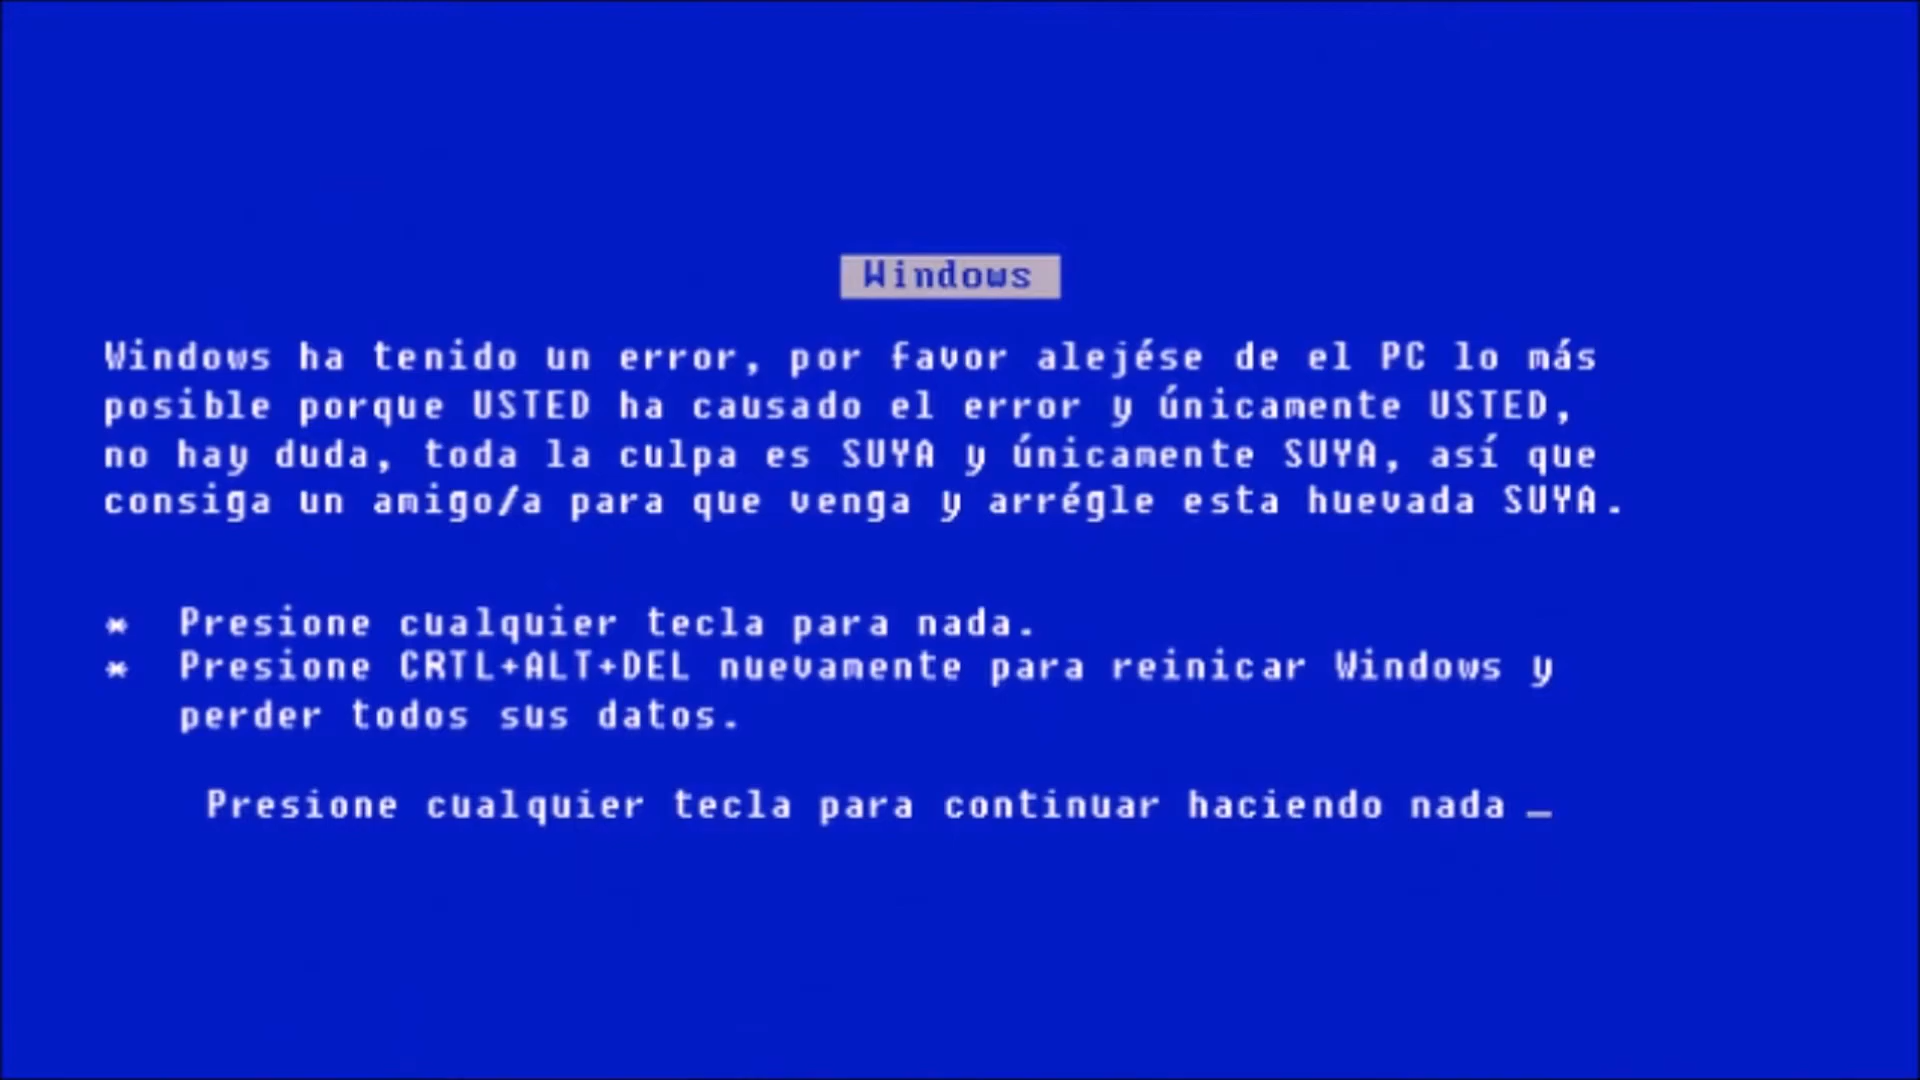 Windows
Windows ha tenido un error, por favor alejése de el PC lo más
posible porque USTED ha causado el error y únicamente USTED,
no hay duda, toda la culpa es SUYA y únicamente SUYA, así que
consiga un amigo/a para que venga y arrégle esta huevada SUYA.
* Presione cualquier tecla para nada.
* Presione CRTL+ALT+DEL nuevamente para reinicar Windows y
perder todos sus datos.
Presione cualquier tecla para continuar haciendo nada _